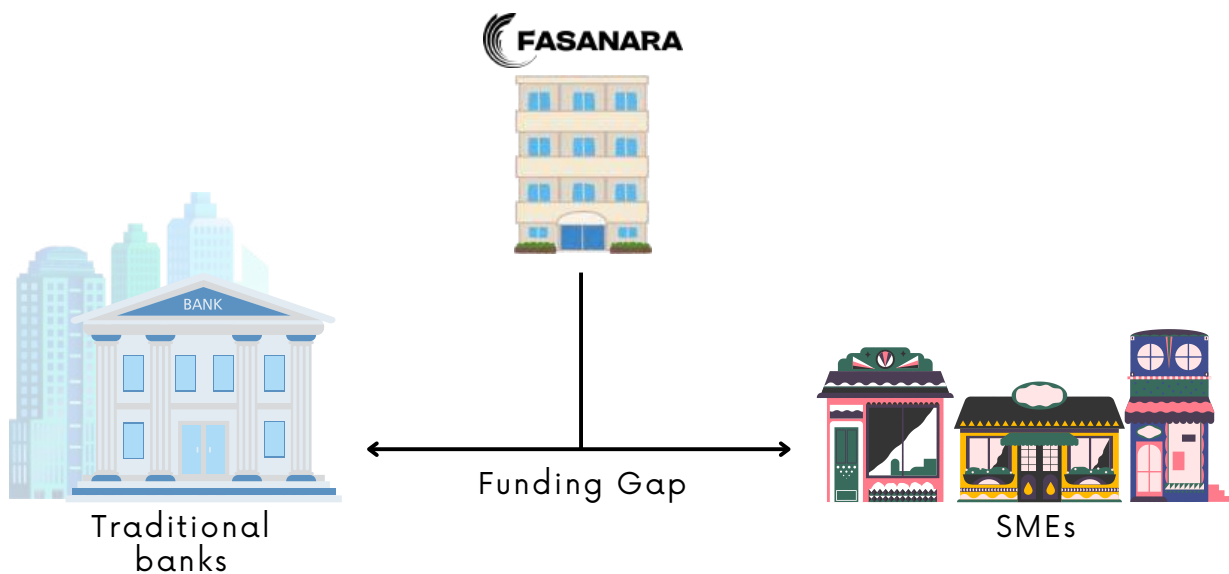 FASANARA
BANK
Funding Gap
Traditional
banks
SMEs